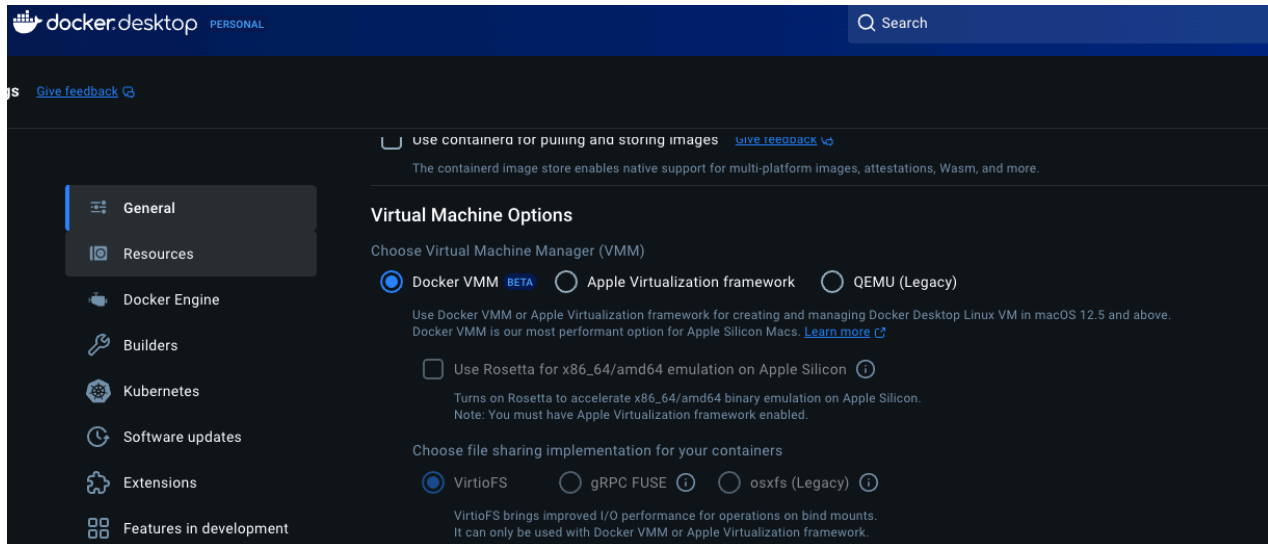 docker.desktop PERSONAL
Search
gs Give feedback
Use containerd for pulling and storing images Give feedback
The containerd image store enables native support for multi-platform images, attestations, Wasm, and more.
General
Resources
Docker Engine
Builders
Kubernetes
Software updates
Extensions
Features in development
Virtual Machine Options
Choose Virtual Machine Manager (VMM)
Docker VMM BETA Apple Virtualization framework QEMU (Legacy)
Use Docker VMM or Apple Virtualization framework for creating and managing Docker Desktop Linux VM in macOS 12.5 and above.
Docker VMM is our most performant option for Apple Silicon Macs. Learn more
Use Rosetta for x86_64/amd64 emulation on Apple Silicon
Turns on Rosetta to accelerate x86_64/amd64 binary emulation on Apple Silicon.
Note: You must have Apple Virtualization framework enabled.
Choose file sharing implementation for your containers
VirtioFS gRPC FUSE osxfs (Legacy)
VirtioFS brings improved I/O performance for operations on bind mounts.
It can only be used with Docker VMM or Apple Virtualization framework.